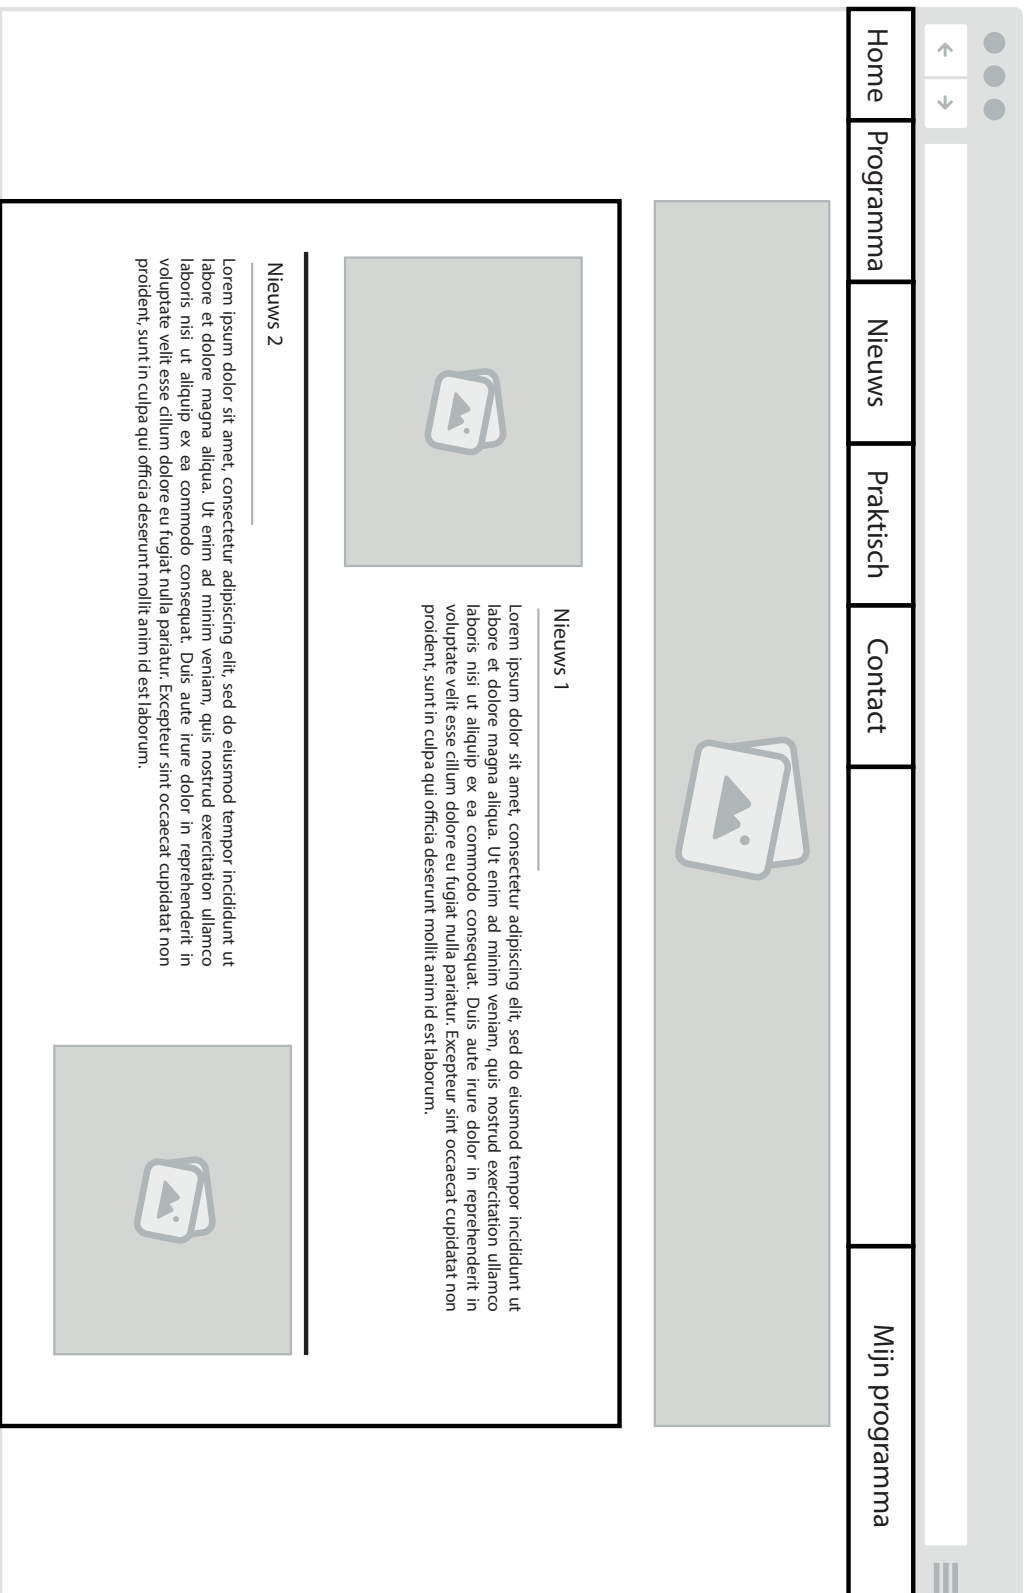 Home
Programma
Nieuws
Praktisch
Contact
Mijn programma
Nieuws 1
Lorem ipsum dolor sit amet, consectetur adipiscing elit, sed do eiusmod tempor incididunt ut
labore et dolore magna aliqua. Ut enim ad minim veniam, quis nostrud exercitation ullamco
laboris nisi ut aliquip ex ea commodo consequat. Duis aute irure dolor in reprehenderit in
voluptate velit esse cillum dolore eu fugiat nulla pariatur. Excepteur sint occaecat cupidatat non
proident, sunt in culpa qui officia deserunt mollit anim id est laborum.
Nieuws 2
Lorem ipsum dolor sit amet, consectetur adipiscing elit, sed do eiusmod tempor incididunt ut
labore et dolore magna aliqua. Ut enim ad minim veniam, quis nostrud exercitation ullamco
laboris nisi ut aliquip ex ea commodo consequat. Duis aute irure dolor in reprehenderit in
voluptate velit esse cillum dolore eu fugiat nulla pariatur. Excepteur sint occaecat cupidatat non
proident, sunt in culpa qui officia deserunt mollit anim id est laborum.